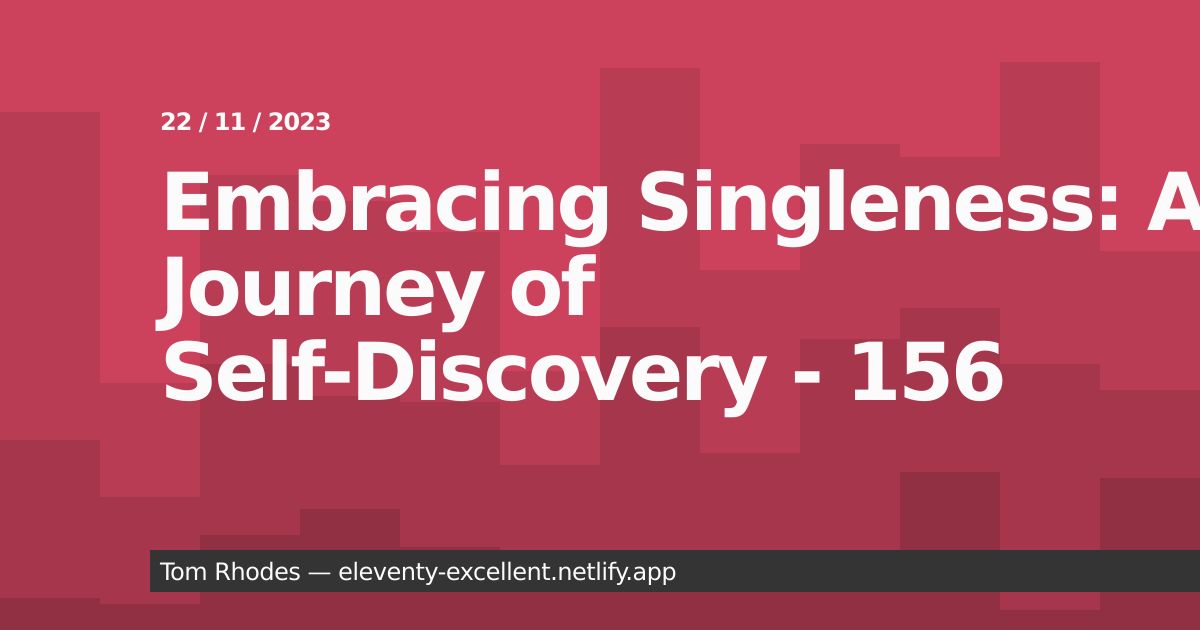 22 / 11 / 2023
Embracing Singleness: A
Journey of
Self-Discovery - 156
Tom Rhodes — eleventy-excellent.netlify.app